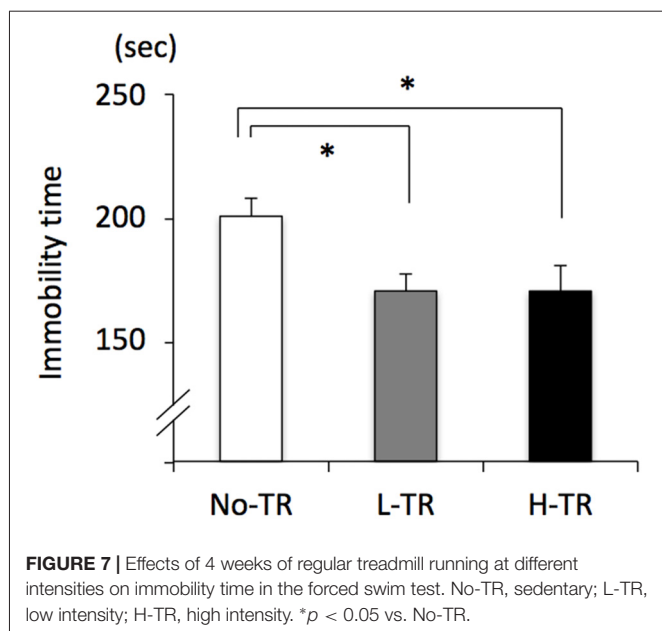 (sec)
250
*
*
200
150
Immobility time
No-TR L-TR H-TR
FIGURE 7 | Effects of 4 weeks of regular treadmill running at different
intensities on immobility time in the forced swim test. No-TR, sedentary; L-TR,
low intensity; H-TR, high intensity. *p < 0.05 vs. No-TR.